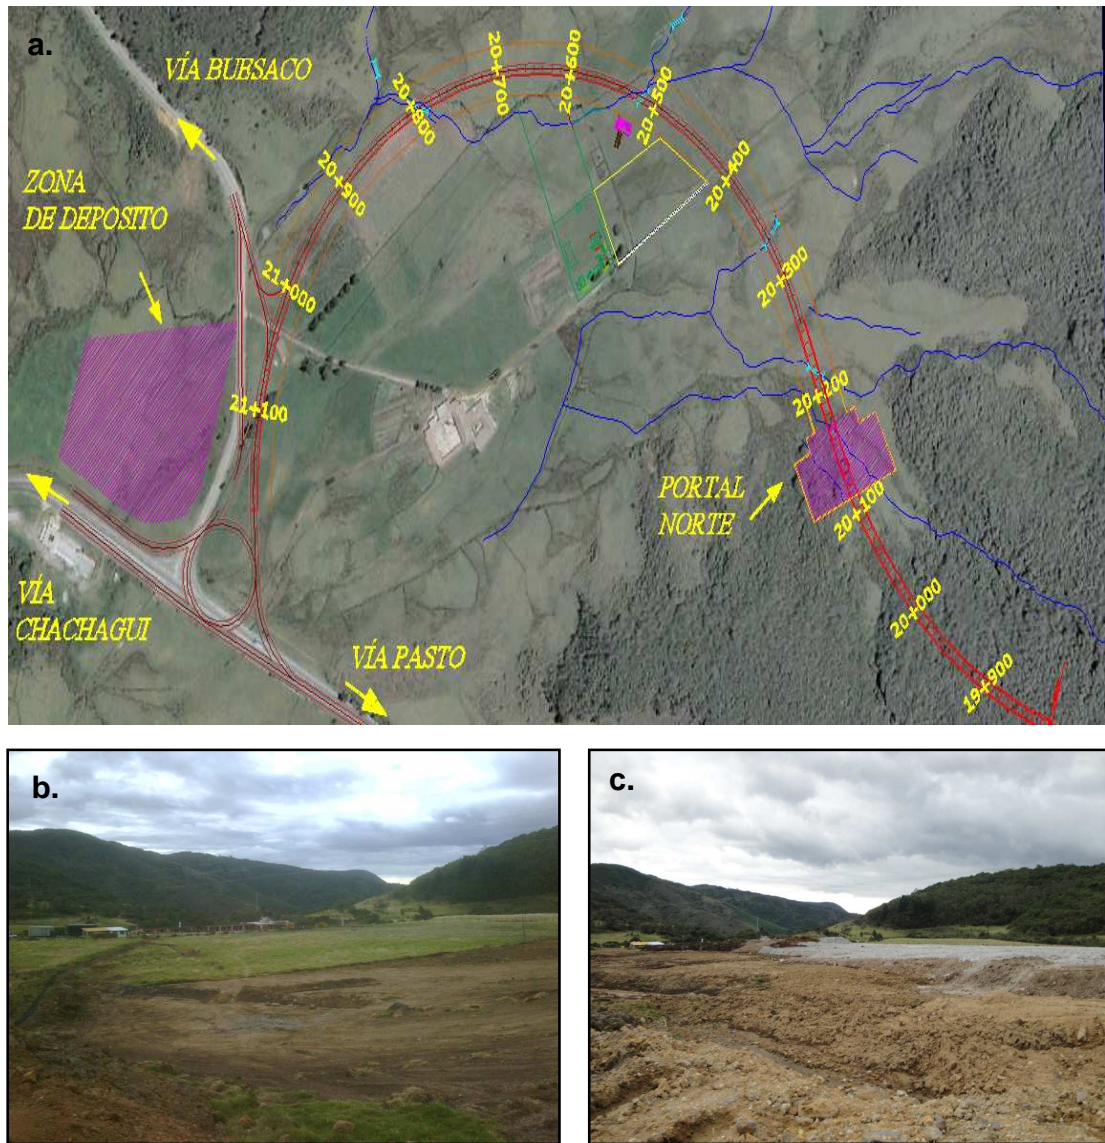 a.
VÍA BUESACO
ZONA
DE DEPOSITO
20+800
20+700
20+600
20+500
20+900
20+400
21+000
20+300
21+100
20+200
PORTAL
NORTE
20+100
VÍA
CHACHAGUI
VÍA PASTO
20+000
19+900
b.
c.